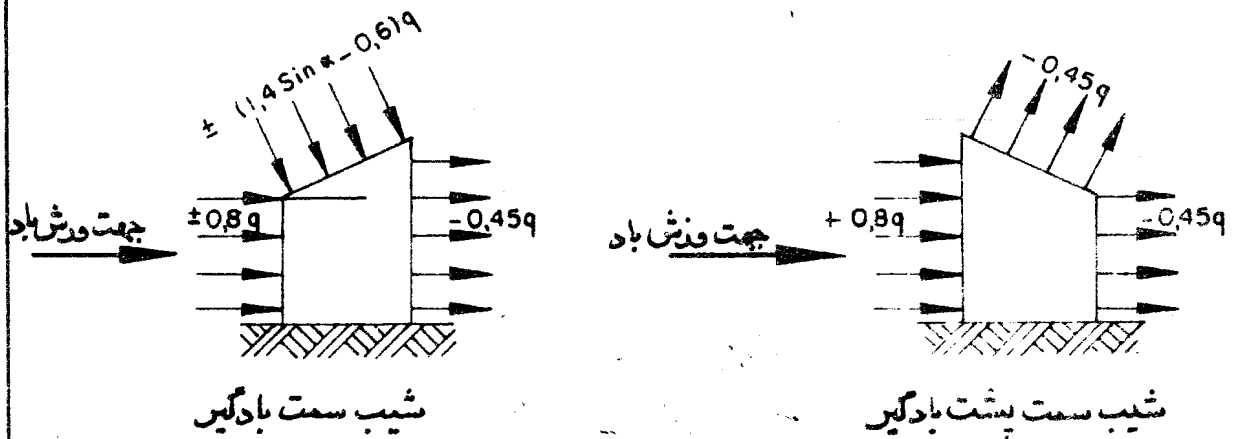 ± (1,4 Sin α - 0,6)q
±0,8q
-0,45q
جهت وزش باد
شیب سمت بادگیر
-0,45q
+0,8q
-0,45q
جهت وزش باد
شیب سمت پشت بادگیر